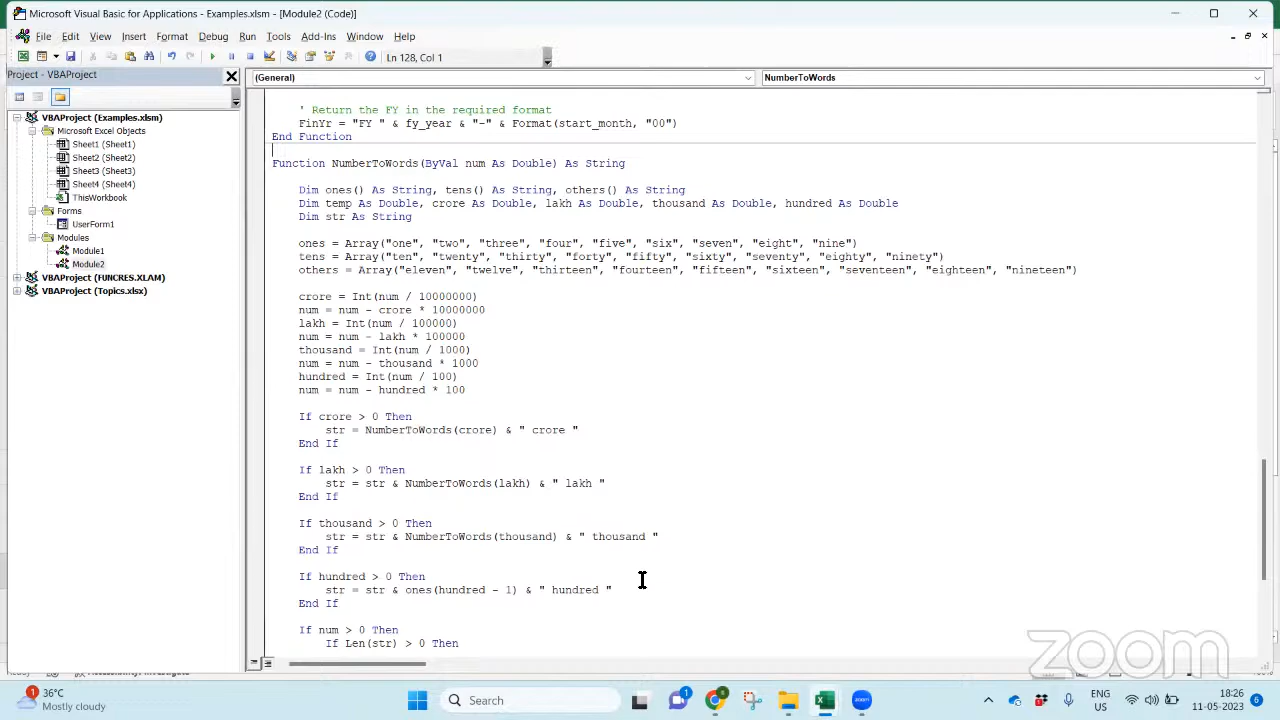 Microsoft Visual Basic for Applications - Examples.xlsm - [Module2 (Code)]
File Edit View Insert Format Debug Run Tools Add-Ins Window Help
Ln 128, Col 1
Project - VBAProject
(General)
NumberToWords
VBAProject (Examples.xlsm)
Microsoft Excel Objects
Sheet1 (Sheet1)
Sheet2 (Sheet2)
Sheet3 (Sheet3)
Sheet4 (Sheet4)
ThisWorkbook
Forms
UserForm1
Modules
Module1
Module2
VBAProject (FUNCRES.XLAM)
VBAProject (Topics.xlsx)
' Return the FY in the required format
FinYr = "FY " & fy_year & "-" & Format(start_month, "00")
End Function
Function NumberToWords(ByVal num As Double) As String
Dim ones() As String, tens() As String, others() As String
Dim temp As Double, crore As Double, lakh As Double, thousand As Double, hundred As Double
Dim str As String
ones = Array("one", "two", "three", "four", "five", "six", "seven", "eight", "nine")
tens = Array("ten", "twenty", "thirty", "forty", "fifty", "sixty", "seventy", "eighty", "ninety")
others = Array("eleven", "twelve", "thirteen", "fourteen", "fifteen", "sixteen", "seventeen", "eighteen", "nineteen")
crore = Int(num / 10000000)
num = num - crore * 10000000
lakh = Int(num / 100000)
num = num - lakh * 100000
thousand = Int(num / 1000)
num = num - thousand * 1000
hundred = Int(num / 100)
num = num - hundred * 100
If crore > 0 Then
str = NumberToWords(crore) & " crore "
End If
If lakh > 0 Then
str = str & NumberToWords(lakh) & " lakh "
End If
If thousand > 0 Then
str = str & NumberToWords(thousand) & " thousand "
End If
If hundred > 0 Then
str = str & ones(hundred - 1) & " hundred "
End If
If num > 0 Then
If Len(str) > 0 Then
zoom
1
36°C
Mostly cloudy
Search
1
6
zoom
ENG
US
18:26
11-05-2023
6